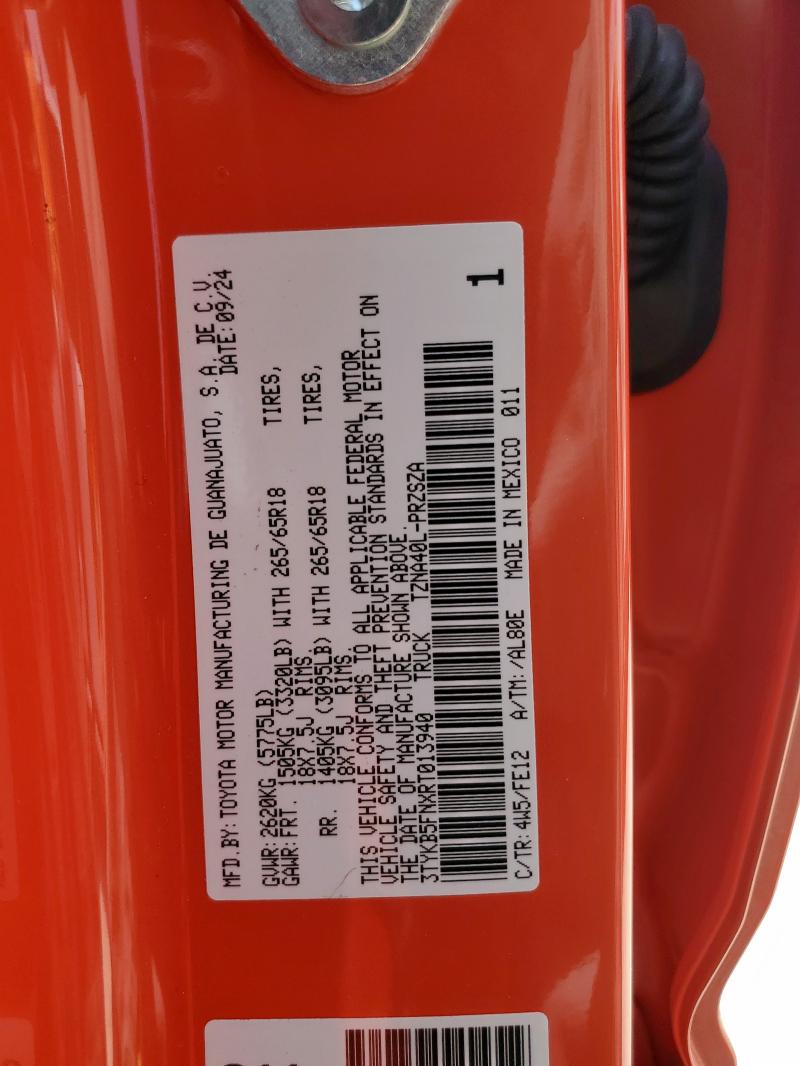 MFD.BY:TOYOTA MOTOR MANUFACTURING DE GUANAJUATO, S.A. DE C.V.
DATE:09/24
GVWR:2620KG (5775LB)
GAWR:FRT. 1505KG (3320LB) WITH 265/65R18 TIRES,
18X7.5J RIMS.
RR. 1405KG (3095LB) WITH 265/65R18 TIRES,
18X7.5J RIMS.
THIS VEHICLE CONFORMS TO ALL APPLICABLE FEDERAL MOTOR
VEHICLE SAFETY AND THEFT PREVENTION STANDARDS IN EFFECT ON
THE DATE OF MANUFACTURE SHOWN ABOVE.
3TYKB5FNXRT013940 TRUCK TZNA40L-PRZSZA
1
C/TR:4W5/FE12 A/TM:/AL80E MADE IN MEXICO 011